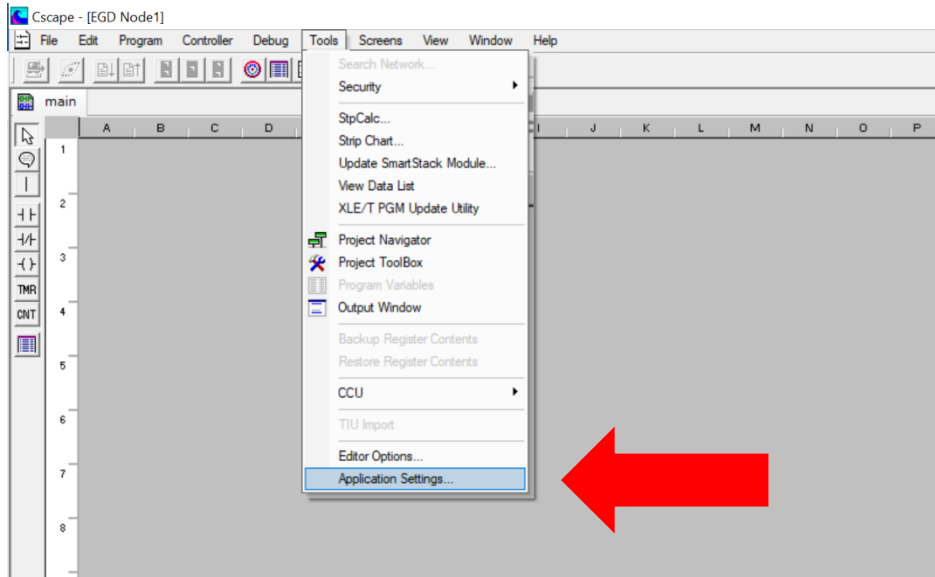 Cscape - [EGD Node1]
File Edit Program Controller Debug Tools Screens View Window Help
main
A B C D I J K L M N O P
1
2
3
4
5
6
7
8
TMR
CNT
Search Network...
Security
StpCalc...
Strip Chart...
Update SmartStack Module...
View Data List
XLE/T PGM Update Utility
Project Navigator
Project ToolBox
Program Variables
Output Window
Backup Register Contents
Restore Register Contents
CCU
TIU Import
Editor Options...
Application Settings...